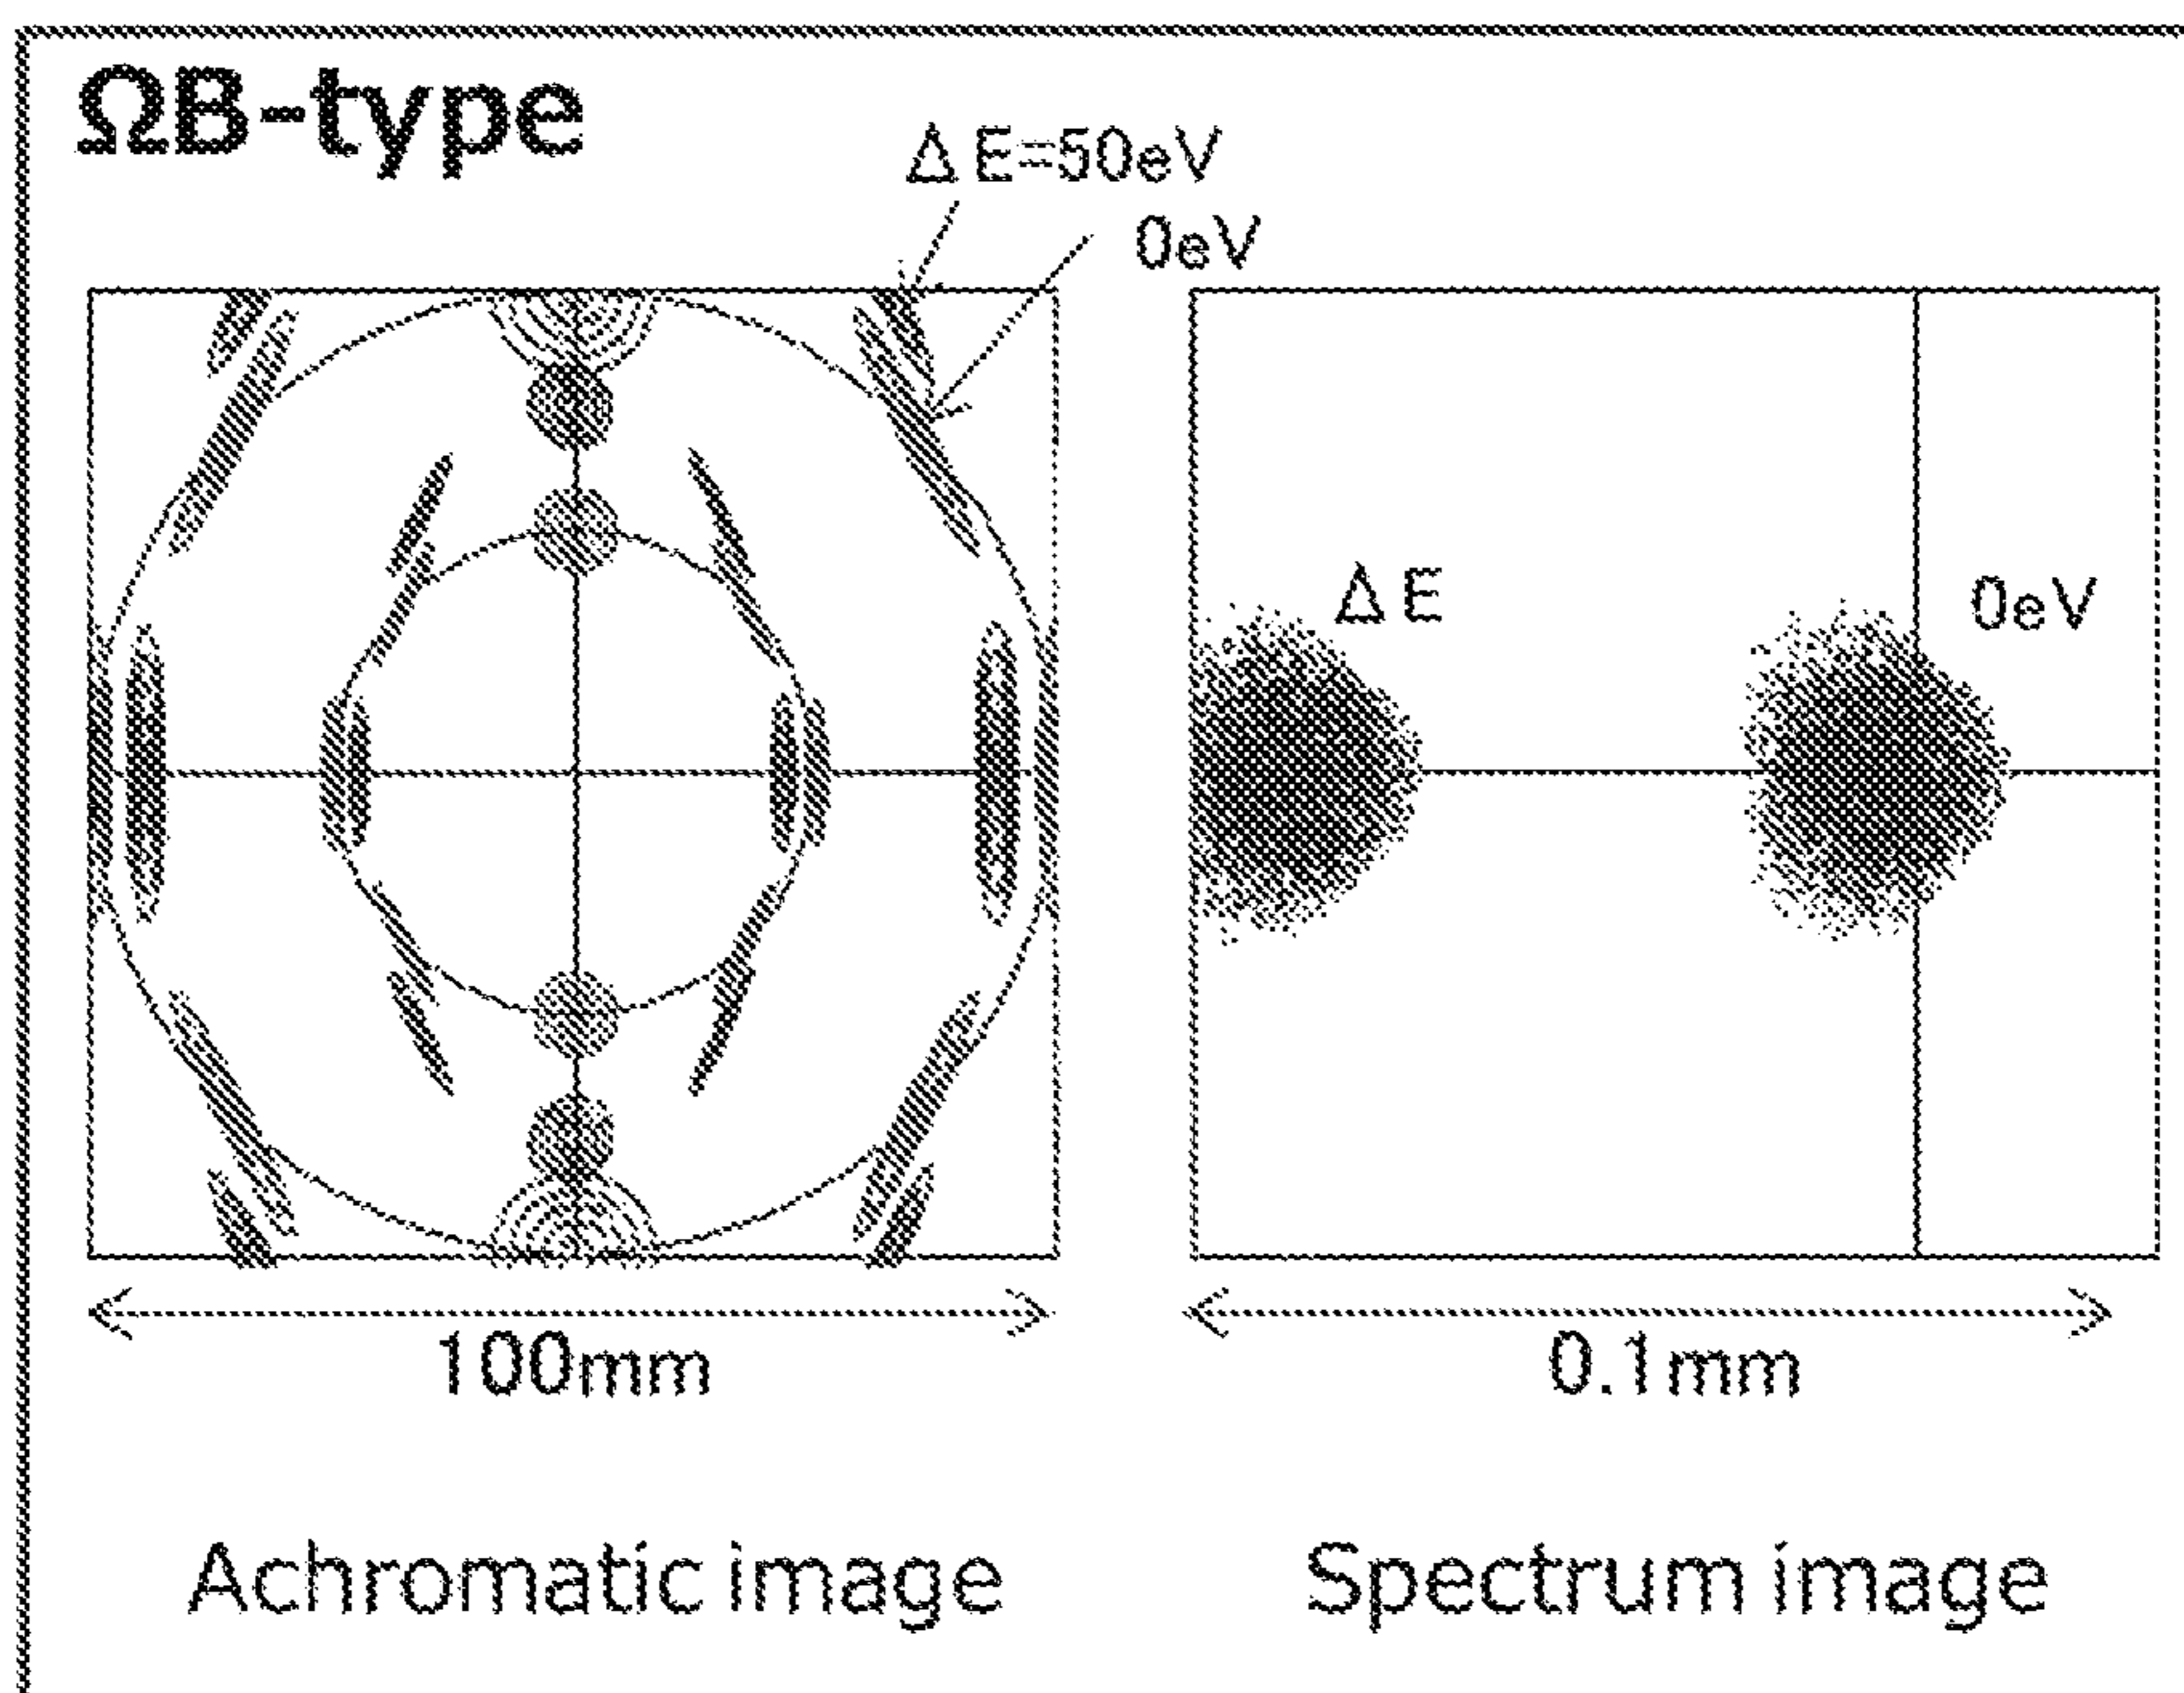 ΩB-type
ΔE=50eV
0eV
ΔE
0eV
100mm
0.1mm
Achromatic image
Spectrum image